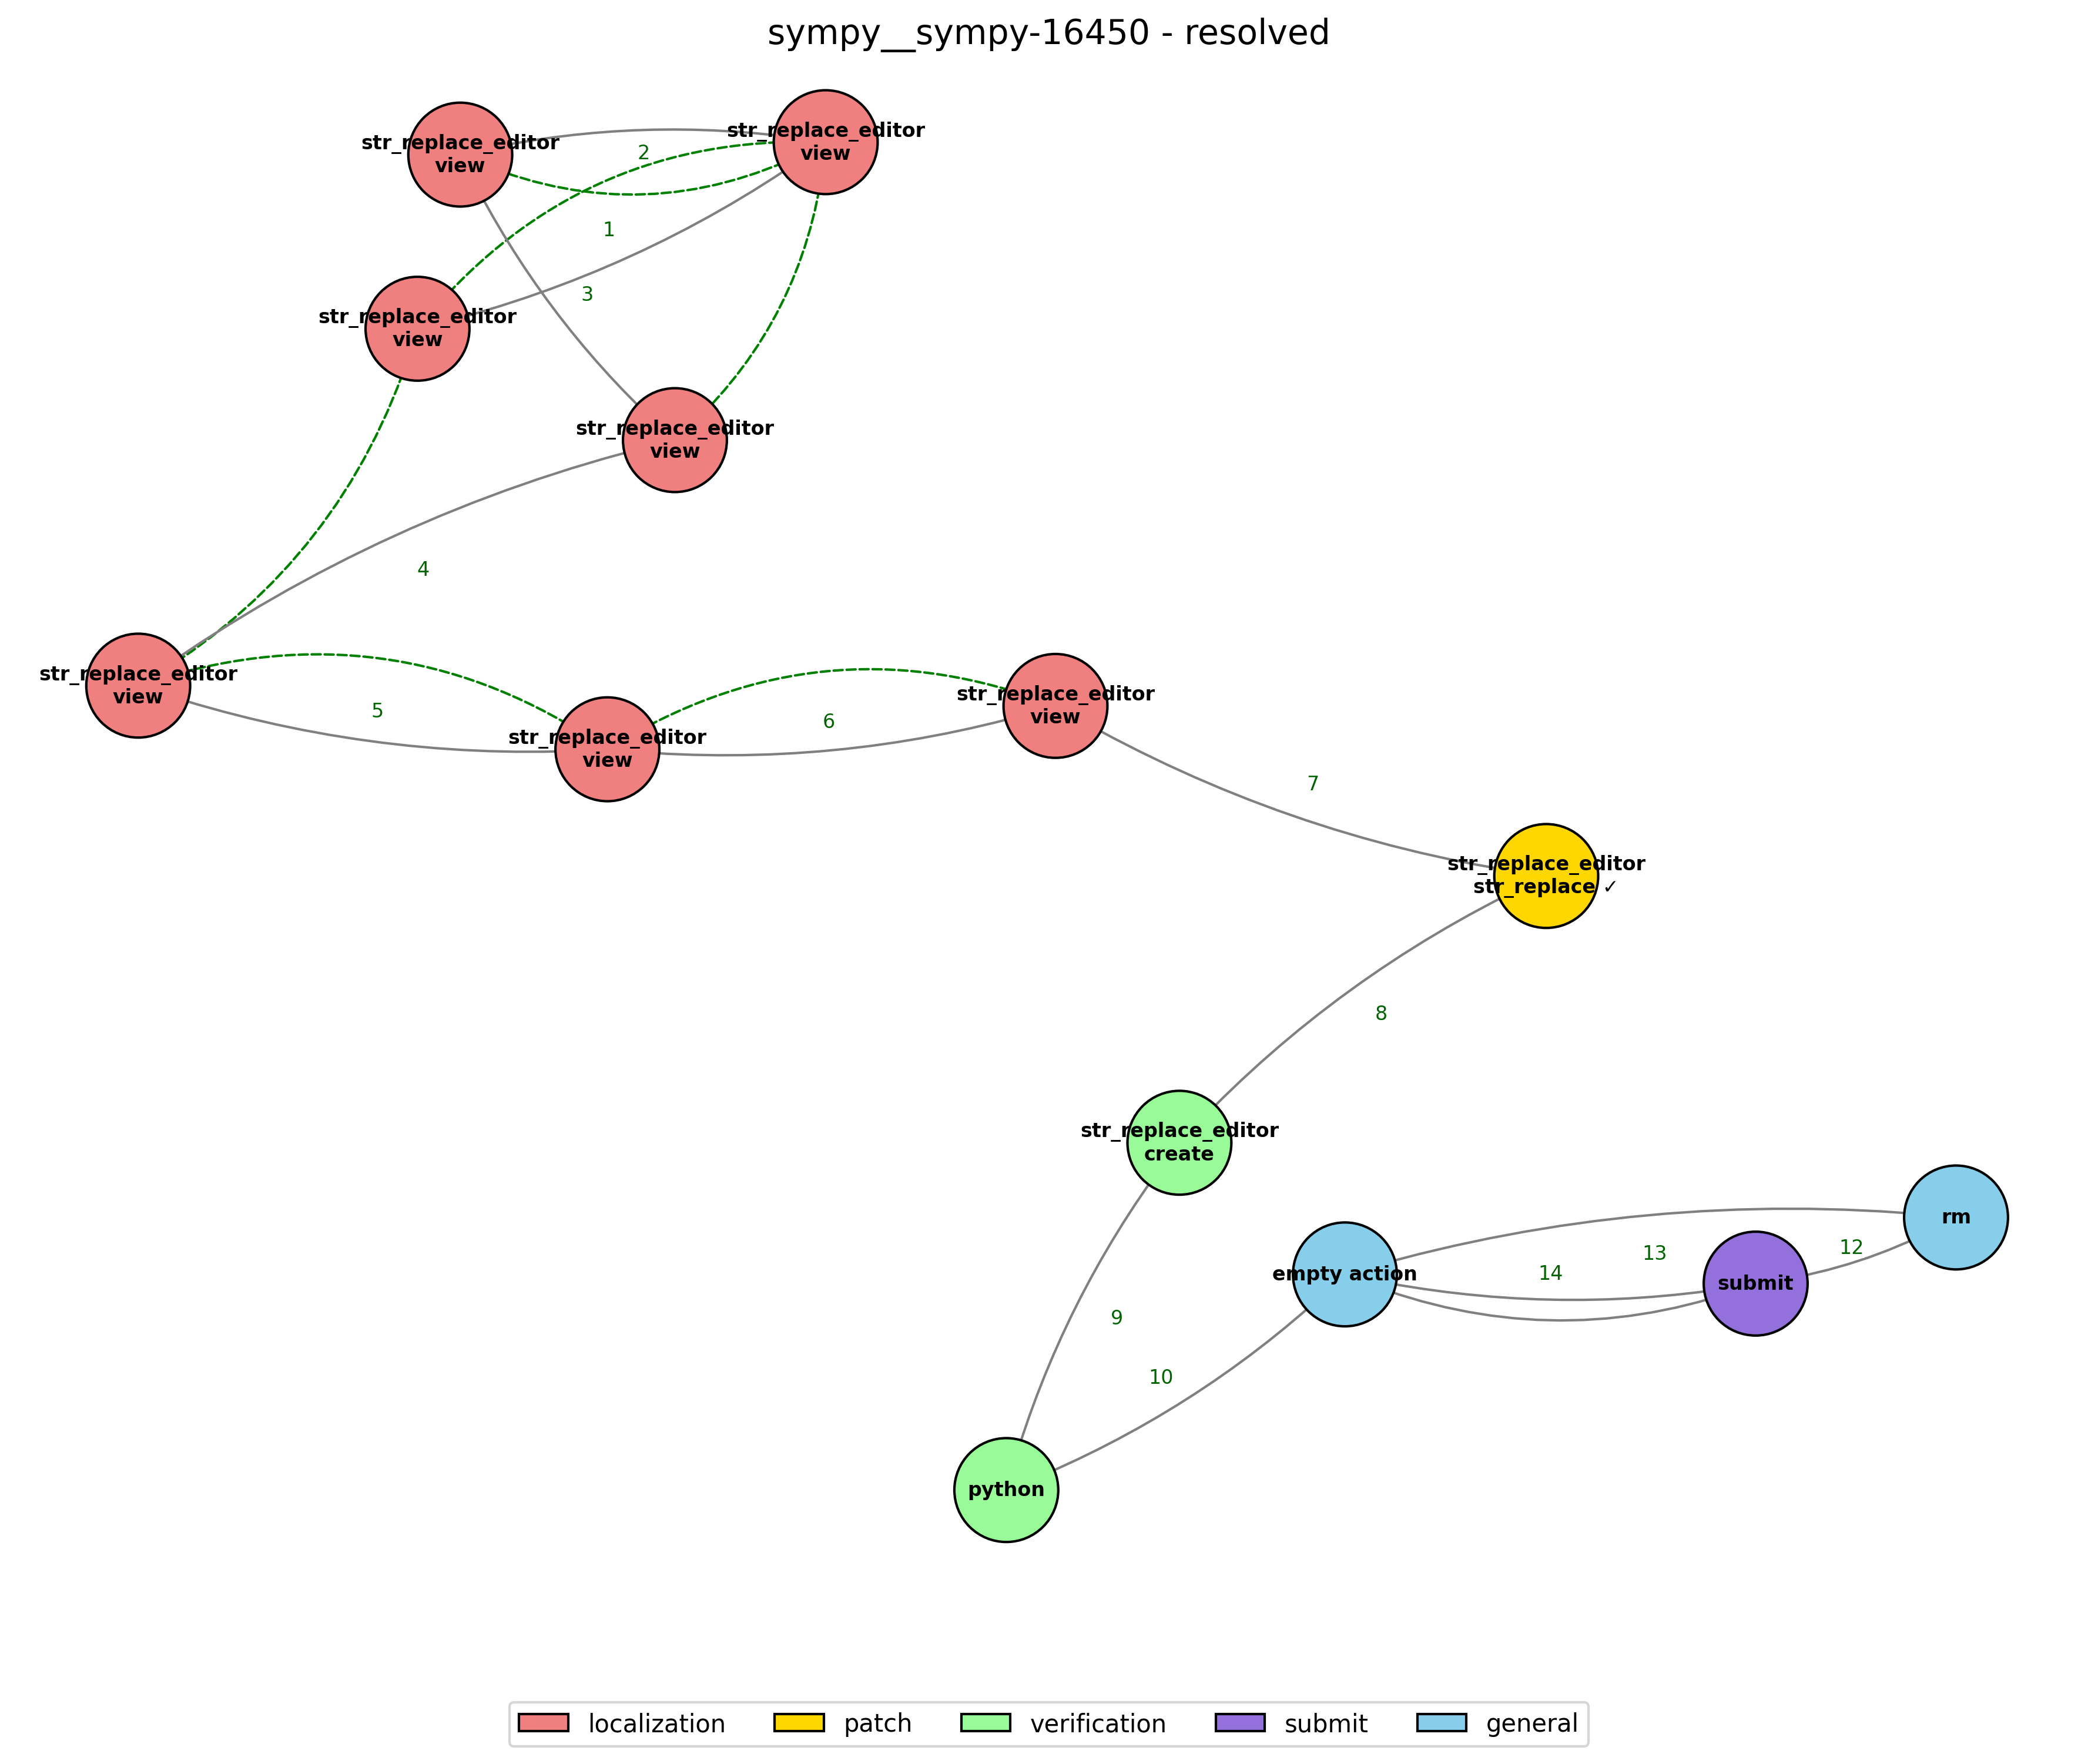 sympy__sympy-16450 - resolved
str_replace_editor
view
str_replace_editor
view
2
1
3
str_replace_editor
view
str_replace_editor
view
4
str_replace_editor
view
5
str_replace_editor
view
6
str_replace_editor
view
7
str_replace_editor
str_replace ✓
8
str_replace_editor
create
rm
12
13
14
empty action
submit
9
10
python
localization
patch
verification
submit
general